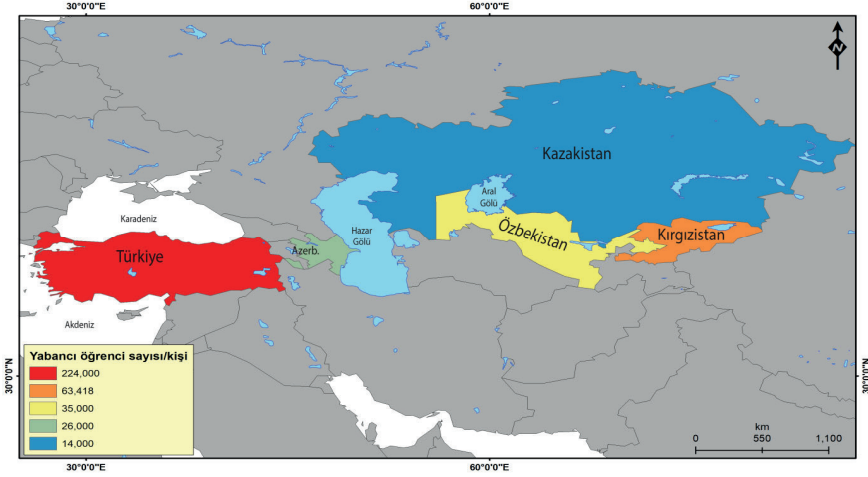 30°0'0"E
60°0'0"E
N
Kazakistan
Aral
Gölü
Karadeniz
Hazar
Gölü
Özbekistan
Kırgızistan
Türkiye
Azerb.
Akdeniz
Yabancı öğrenci sayısı/kişi
224,000
63,418
35,000
26,000
14,000
30°0'0"N
30°0'0"N
km
0 550 1,100
30°0'0"E
60°0'0"E